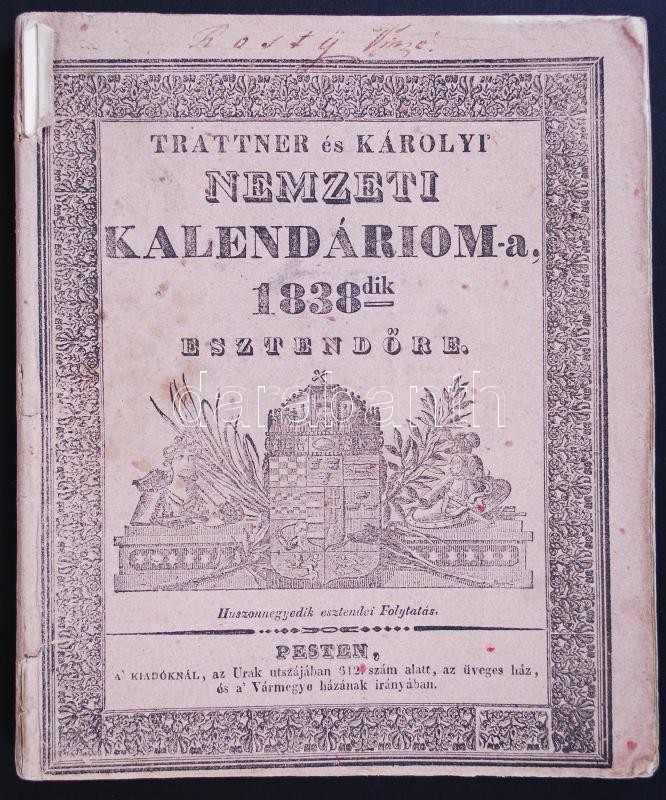 Rosty
TRATTNER és KÁROLYI'
NEMZETI
KALENDÁRIOM-a,
1838dik
ESZTENDŐRE.
darabanth
Huszonnegyedik esztendei Folytatás.
PESTEN,
A' KIADÓKNÁL, az Urak utszájában 612. szám alatt, az üveges ház,
és a' Vármegye házának irányában.